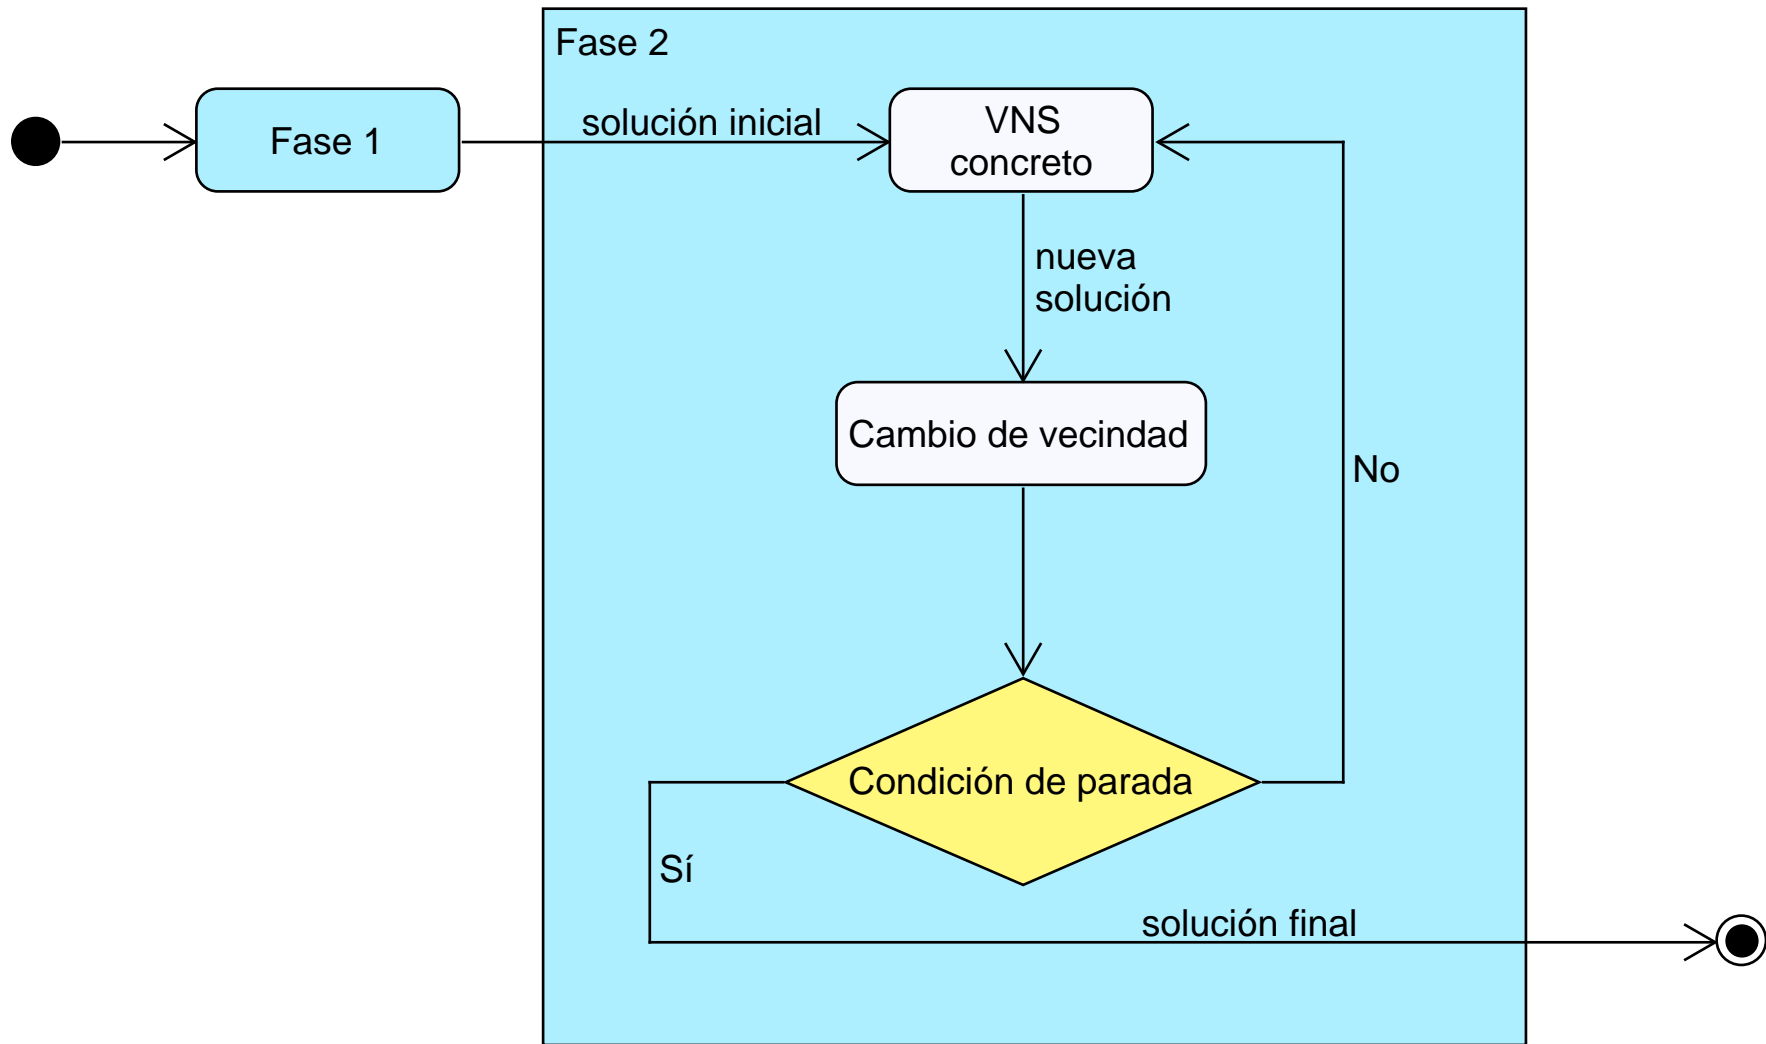 Fase 2
Fase 1
solución inicial
VNS
concreto
nueva
solución
Cambio de vecindad
No
Condición de parada
Sí
solución final